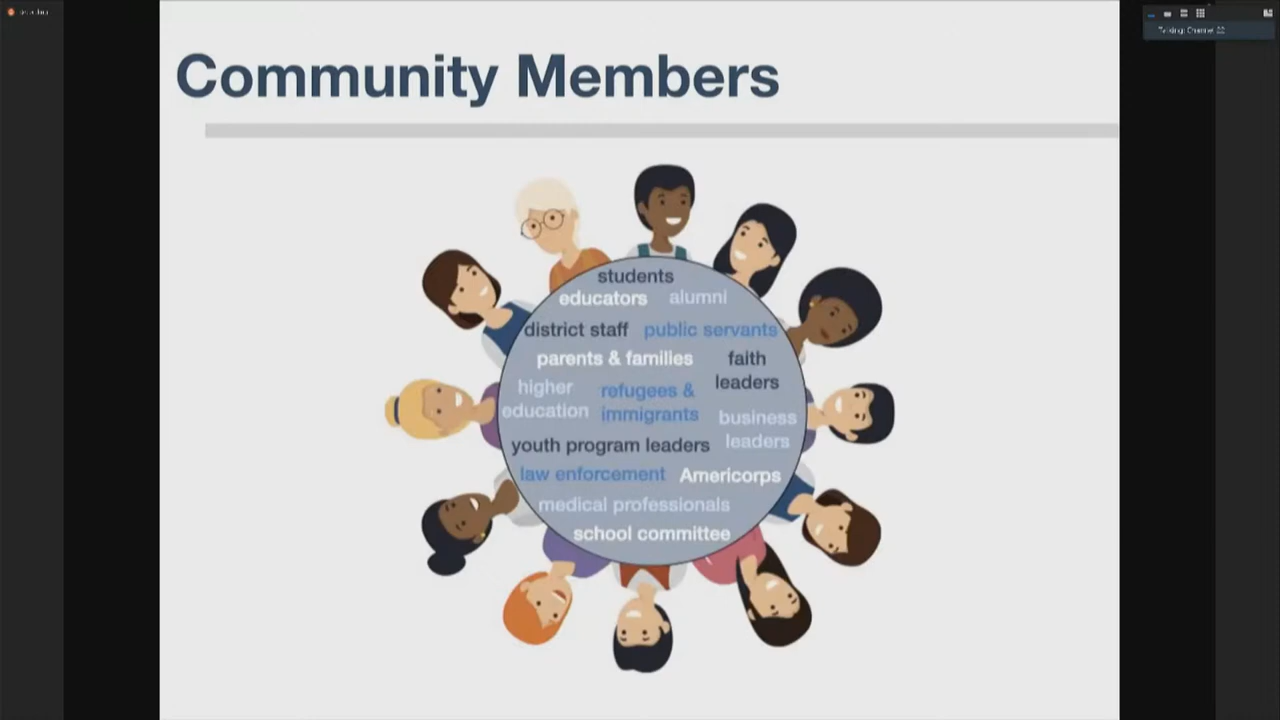 Community Members
students
educators alumni
district staff public servants
parents & families faith leaders
higher education refugees & immigrants business leaders
youth program leaders
law enforcement Americorps
medical professionals
school committee